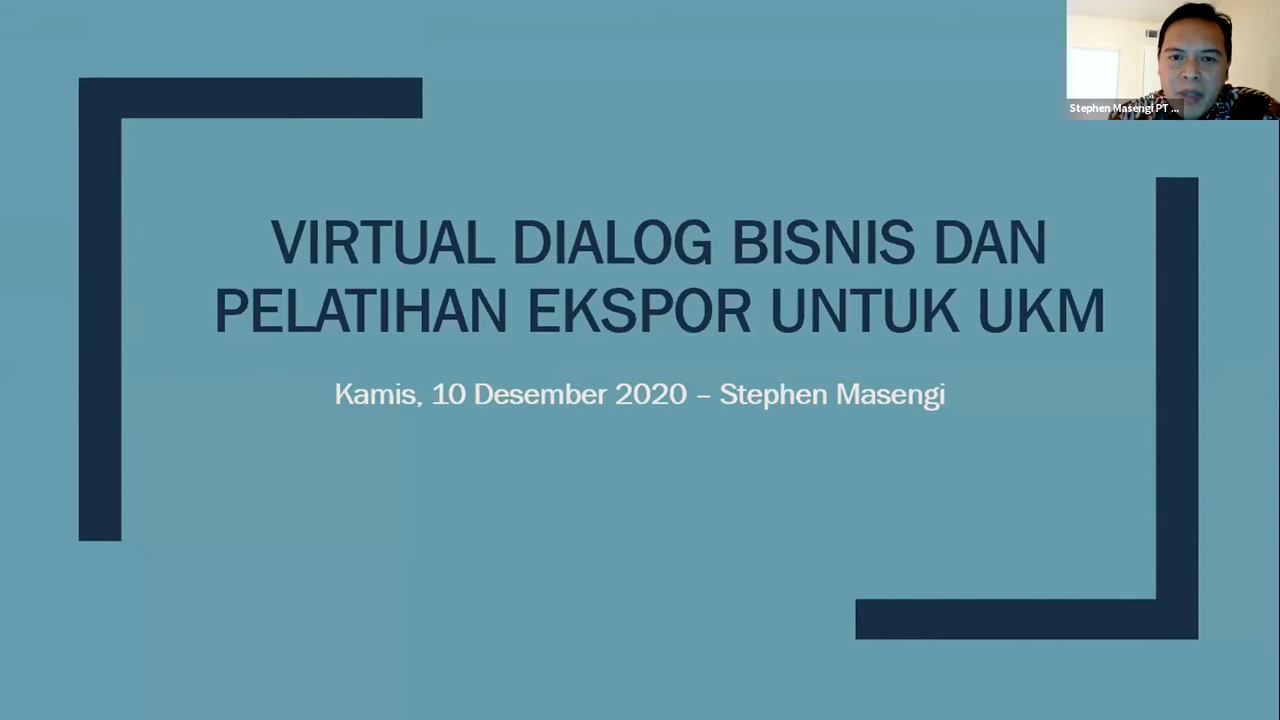 Stephen Masengi PT ...
VIRTUAL DIALOG BISNIS DAN
PELATIHAN EKSPOR UNTUK UKM
Kamis, 10 Desember 2020 – Stephen Masengi